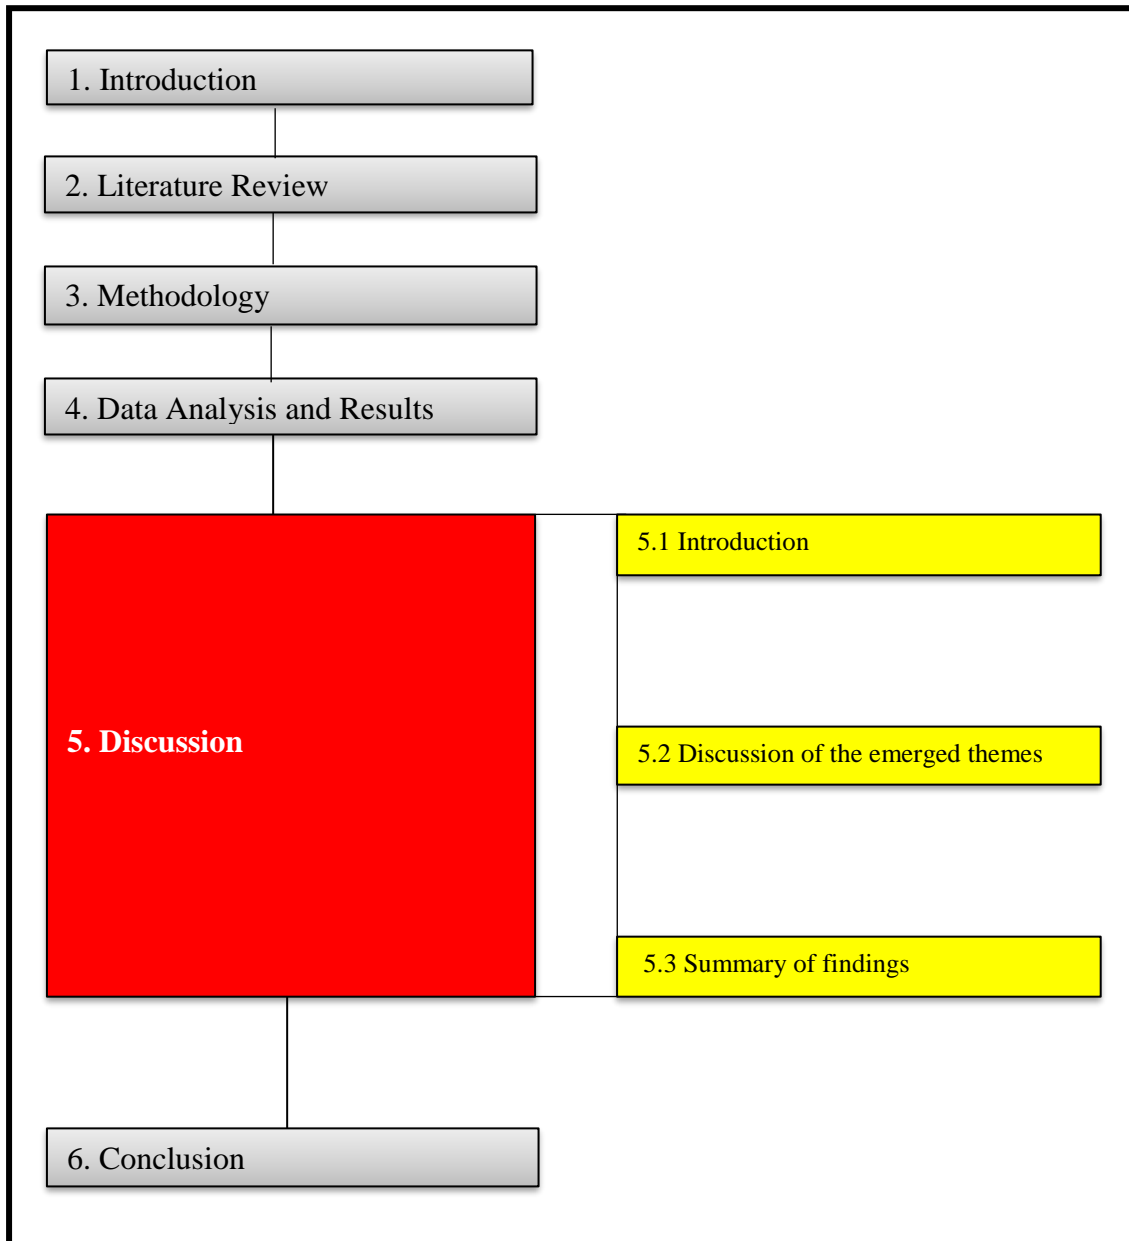 1. Introduction
2. Literature Review
3. Methodology
4. Data Analysis and Results
5. Discussion
5.1 Introduction
5.2 Discussion of the emerged themes
5.3 Summary of findings
6. Conclusion